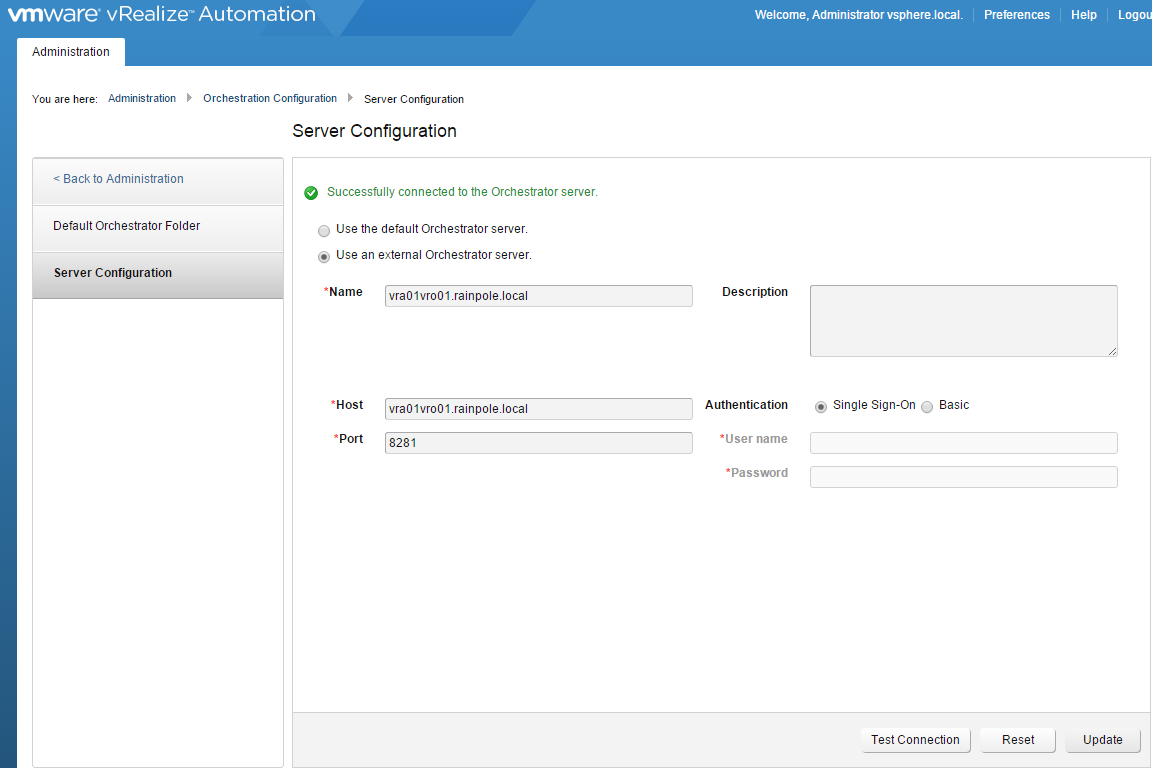 vmware® vRealize™ Automation
Welcome, Administrator vsphere.local. Preferences Help Logou
Administration
You are here: Administration Orchestration Configuration Server Configuration
Server Configuration
< Back to Administration
Default Orchestrator Folder
Server Configuration
Successfully connected to the Orchestrator server.
Use the default Orchestrator server.
Use an external Orchestrator server.
*Name vra01vro01.rainpole.local Description
*Host vra01vro01.rainpole.local Authentication Single Sign-On Basic
*Port 8281 *User name
*Password
Test Connection Reset Update